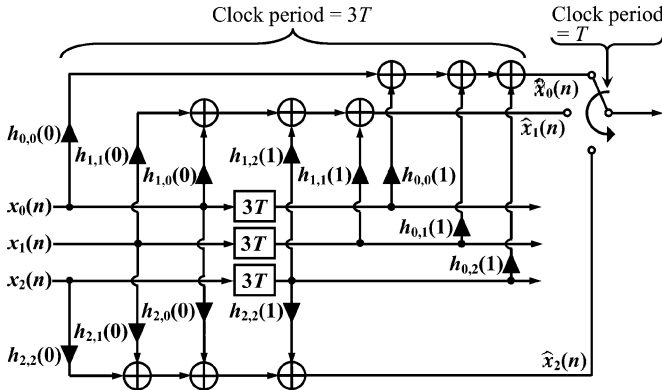 Clock period = 3T
Clock period = T
x̂₀(n)
h₀,₀(0)
h₁,₁(0)
h₁,₀(0)
h₁,₂(1)
h₁,₁(1)
h₀,₀(1)
x̂₁(n)
x₀(n)
3T
x₁(n)
3T
h₀,₁(1)
x₂(n)
3T
h₀,₂(1)
h₂,₂(0)
h₂,₁(0)
h₂,₀(0)
h₂,₂(1)
x̂₂(n)